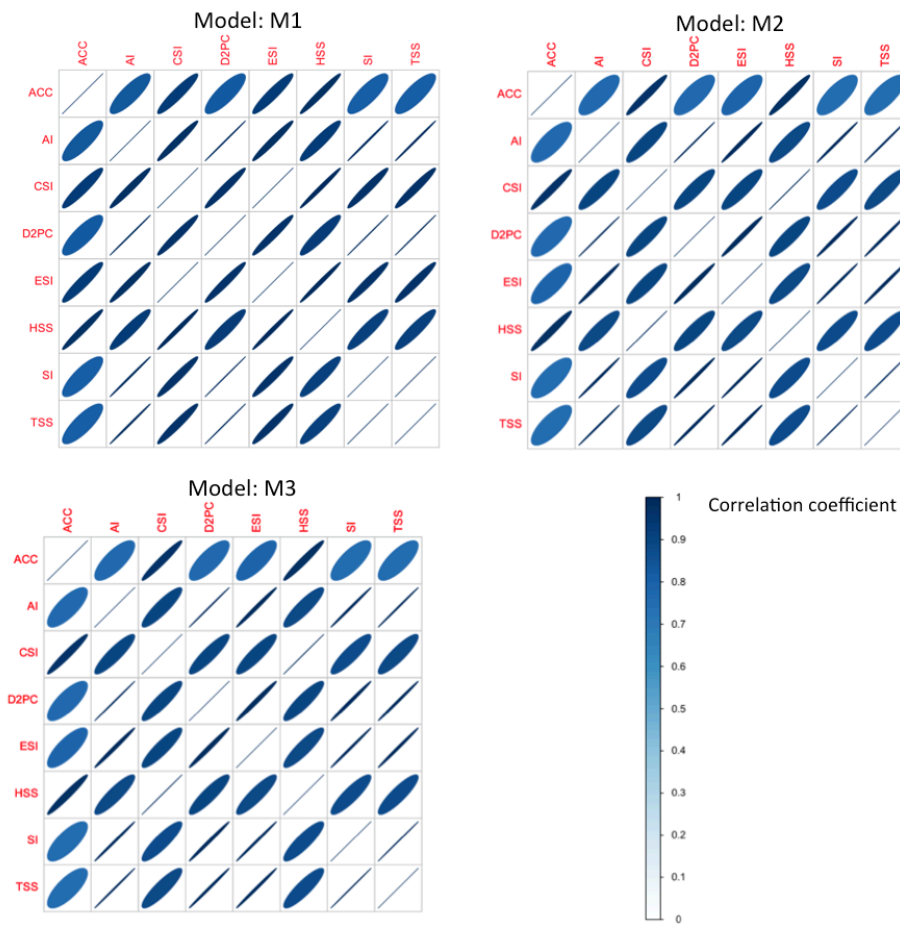 Model: M1
ACC AI CSI D2PC ESI HSS SI TSS
ACC
AI
CSI
D2PC
ESI
HSS
SI
TSS
Model: M2
ACC AI CSI D2PC ESI HSS SI TSS
ACC
AI
CSI
D2PC
ESI
HSS
SI
TSS
Model: M3
ACC AI CSI D2PC ESI HSS SI TSS
ACC
AI
CSI
D2PC
ESI
HSS
SI
TSS
Correlation coefficient
1
0.9
0.8
0.7
0.6
0.5
0.4
0.3
0.2
0.1
0